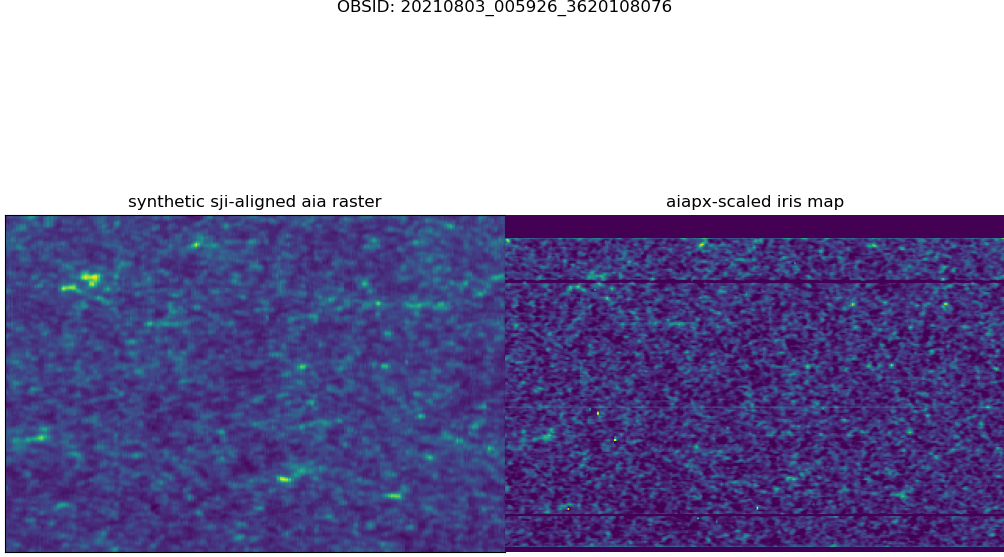 OBSID: 20210803_005926_3620108076
synthetic sji-aligned aia raster
aiapx-scaled iris map